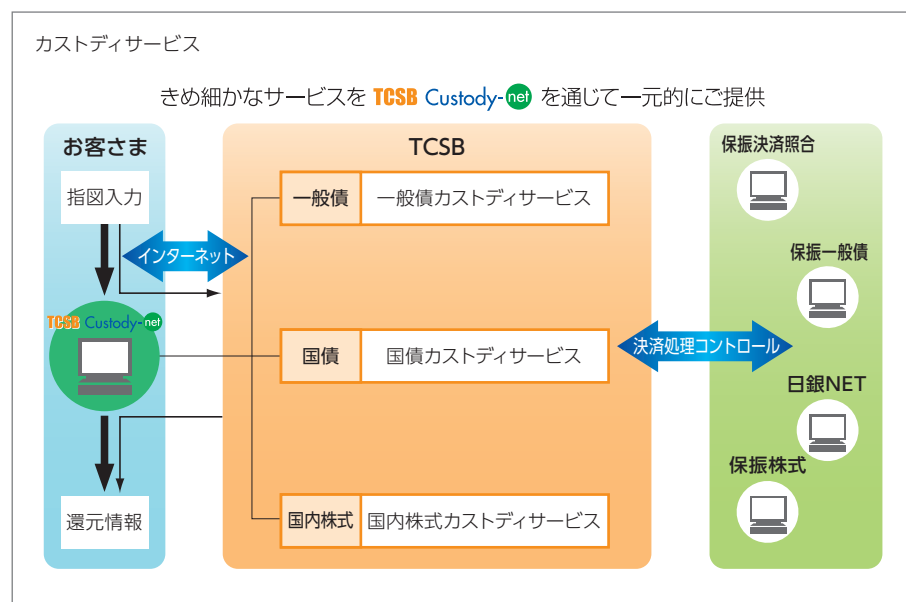 カストディサービス
きめ細かなサービスを TCSB Custody-net を通じて一元的にご提供
お客さま
指図入力
インターネット
TCSB Custody-net
還元情報
TCSB
一般債 一般債カストディサービス
国債 国債カストディサービス
国内株式 国内株式カストディサービス
決済処理コントロール
保振決済照合
保振一般債
日銀NET
保振株式